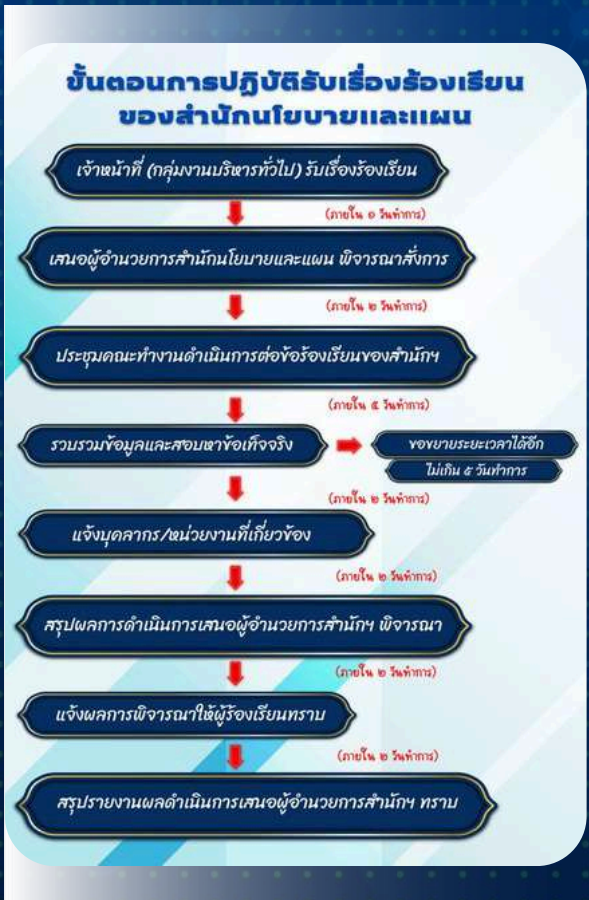 ขั้นตอนการปฏิบัติรับเรื่องร้องเรียน
ของสำนักนโยบายและแผน
เจ้าหน้าที่ (กลุ่มงานบริหารทั่วไป) รับเรื่องร้องเรียน
(ภายใน ๑ วันทำการ)
เสนอผู้อำนวยการสำนักนโยบายและแผน พิจารณาสั่งการ
(ภายใน ๒ วันทำการ)
ประชุมคณะทำงานดำเนินการต่อข้อร้องเรียนของสำนักฯ
(ภายใน ๕ วันทำการ)
รวบรวมข้อมูลและสอบหาข้อเท็จจริง
ขอขยายระยะเวลาได้อีก
ไม่เกิน ๕ วันทำการ
(ภายใน ๒ วันทำการ)
แจ้งบุคลากร/หน่วยงานที่เกี่ยวข้อง
(ภายใน ๒ วันทำการ)
สรุปผลการดำเนินการเสนอผู้อำนวยการสำนักฯ พิจารณา
(ภายใน ๒ วันทำการ)
แจ้งผลการพิจารณาให้ผู้ร้องเรียนทราบ
(ภายใน ๒ วันทำการ)
สรุปรายงานผลดำเนินการเสนอผู้อำนวยการสำนักฯ ทราบ